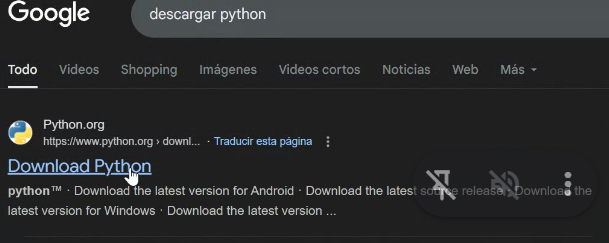 Google
descargar python
Todo Videos Shopping Imágenes Videos cortos Noticias Web Más
Python.org
https://www.python.org › downl... · Traducir esta página
Download Python
python™ · Download the latest version for Android · Download the latest source release · Download the
latest version for Windows · Download the latest version ...